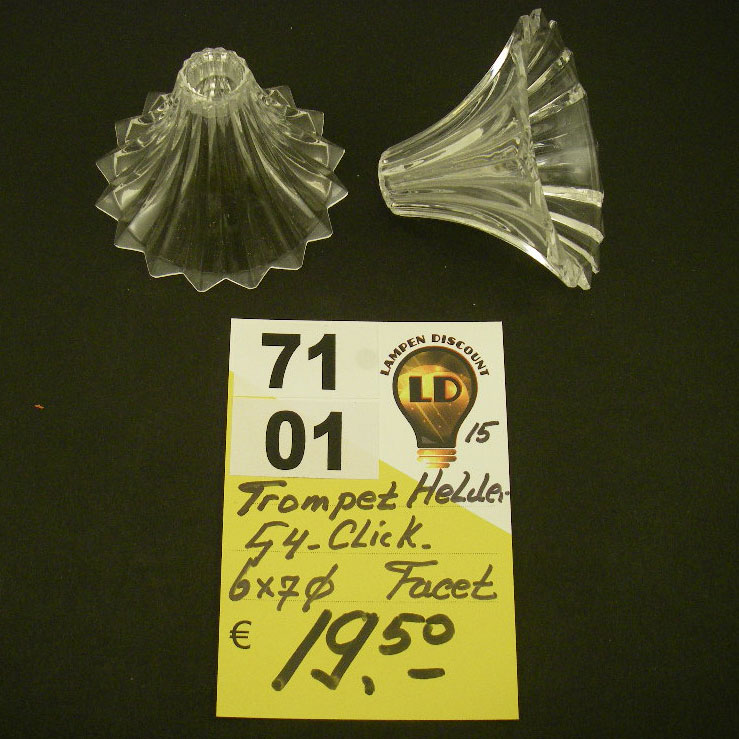 71
LAMPEN DISCOUNT
LD
01
15
Trompet Helder
G4-Click.
6x7ø Facet
€ 19,50